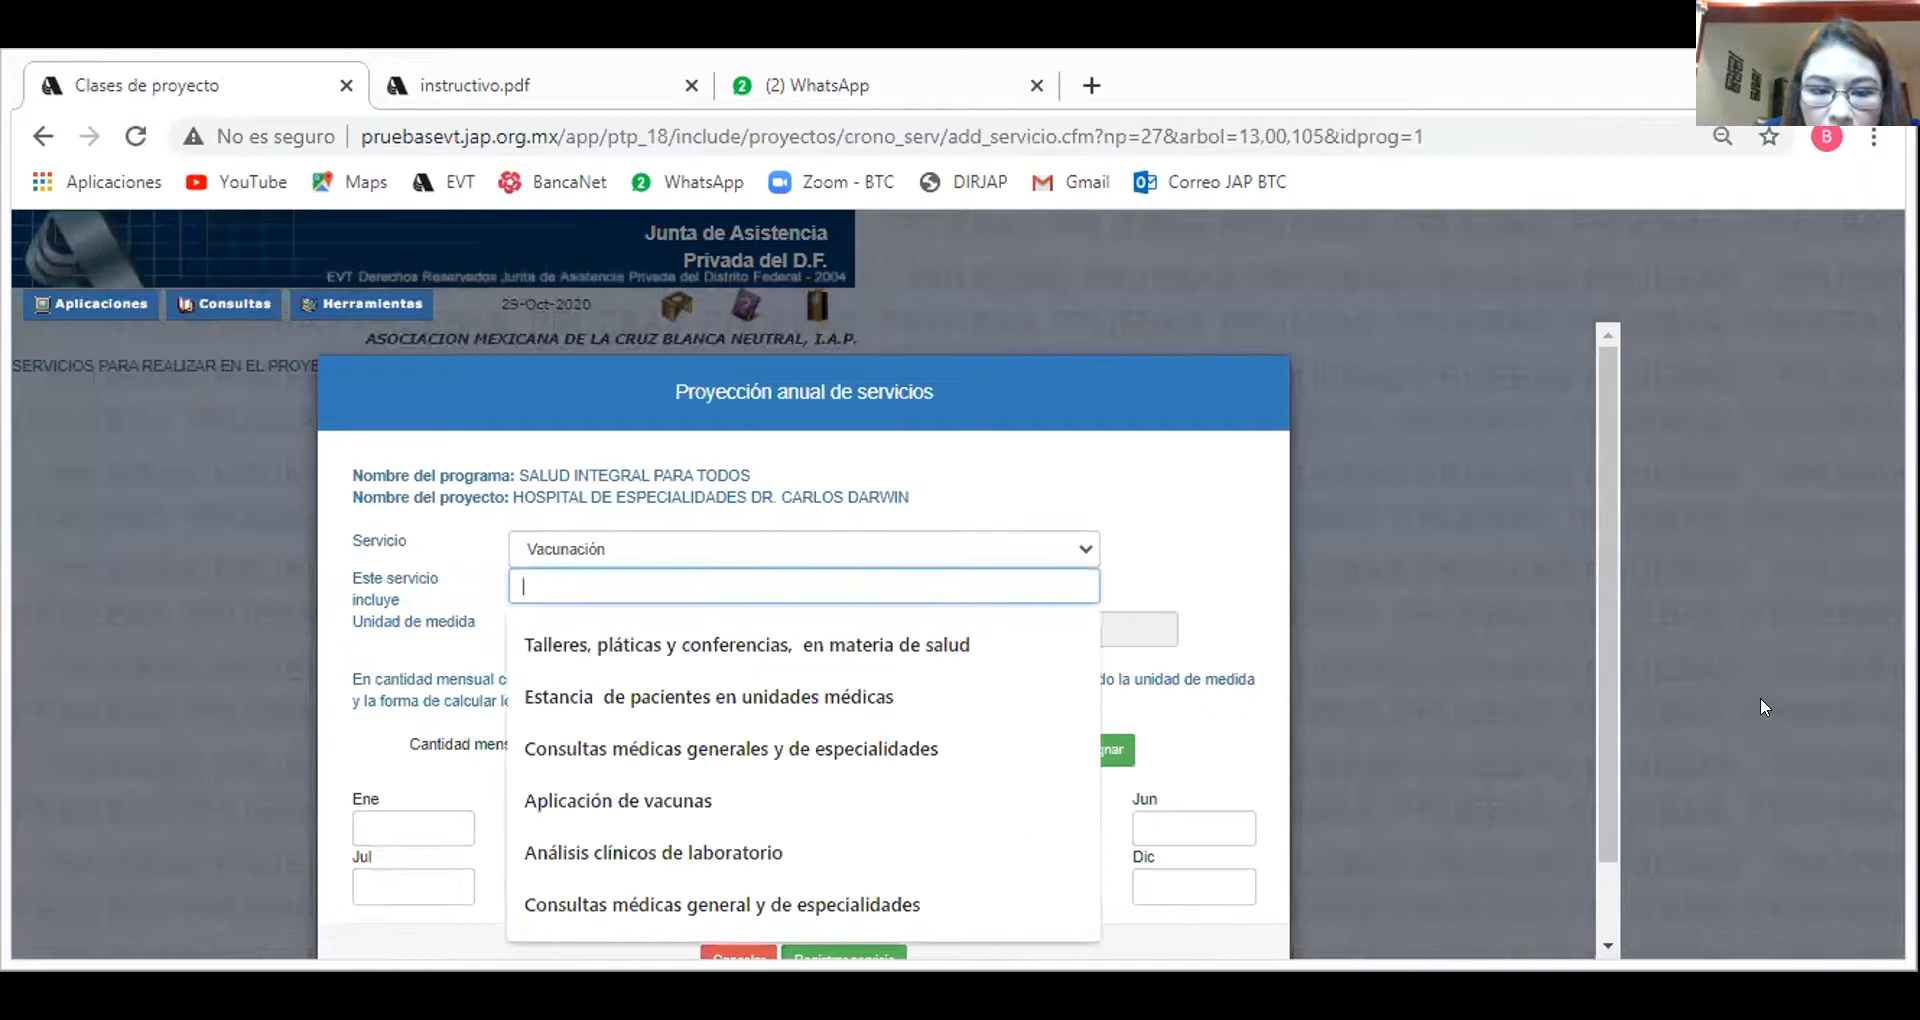 Clases de proyecto
instructivo.pdf
2 (2) WhatsApp
No es seguro pruebasevt.jap.org.mx/app/ptp_18/include/proyectos/crono_serv/add_servicio.cfm?np=27&arbol=13,00,105&idprog=1
B
Aplicaciones YouTube Maps EVT BancaNet 2 WhatsApp Zoom - BTC DIRJAP Gmail Correo JAP BTC
Junta de Asistencia
Privada del D.F.
EVT Derechos Reservados Junta de Asistencia Privada del Distrito Federal - 2004
Aplicaciones Consultas Herramientas 29-Oct-2020
ASOCIACION MEXICANA DE LA CRUZ BLANCA NEUTRAL, I.A.P.
SERVICIOS PARA REALIZAR EN EL PROYE
Proyección anual de servicios
Nombre del programa: SALUD INTEGRAL PARA TODOS
Nombre del proyecto: HOSPITAL DE ESPECIALIDADES DR. CARLOS DARWIN
Servicio Vacunación
Este servicio
incluye
Unidad de medida
Talleres, pláticas y conferencias, en materia de salud
En cantidad mensual c do la unidad de medida
Estancia de pacientes en unidades médicas
y la forma de calcular lo
Cantidad mens gnar
Consultas médicas generales y de especialidades
Ene Jun
Aplicación de vacunas
Jul Dic
Análisis clínicos de laboratorio
Consultas médicas general y de especialidades
Cancelar Registrar servicio